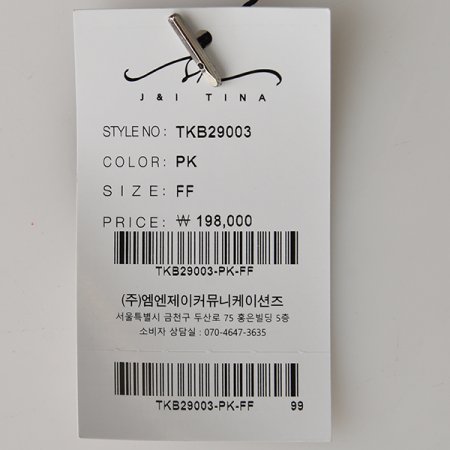 J & I TINA
STYLE NO : TKB29003
COLOR: PK
SIZE: FF
PRICE: ₩ 198,000
TKB29003-PK-FF
(주)엠엔제이커뮤니케이션즈
서울특별시 금천구 두산로 75 홍은빌딩 5층
소비자 상담실 : 070-4647-3635
TKB29003-PK-FF 99